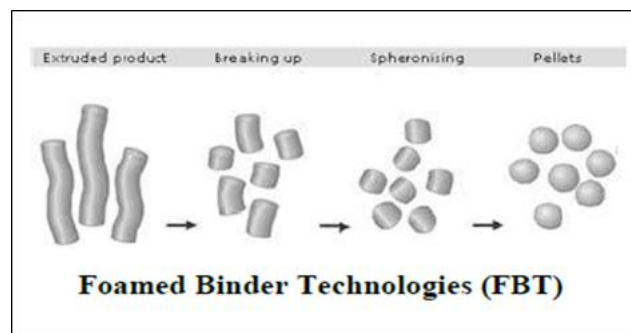 Extruded product Breaking up Spheronising Pellets
Foamed Binder Technologies (FBT)